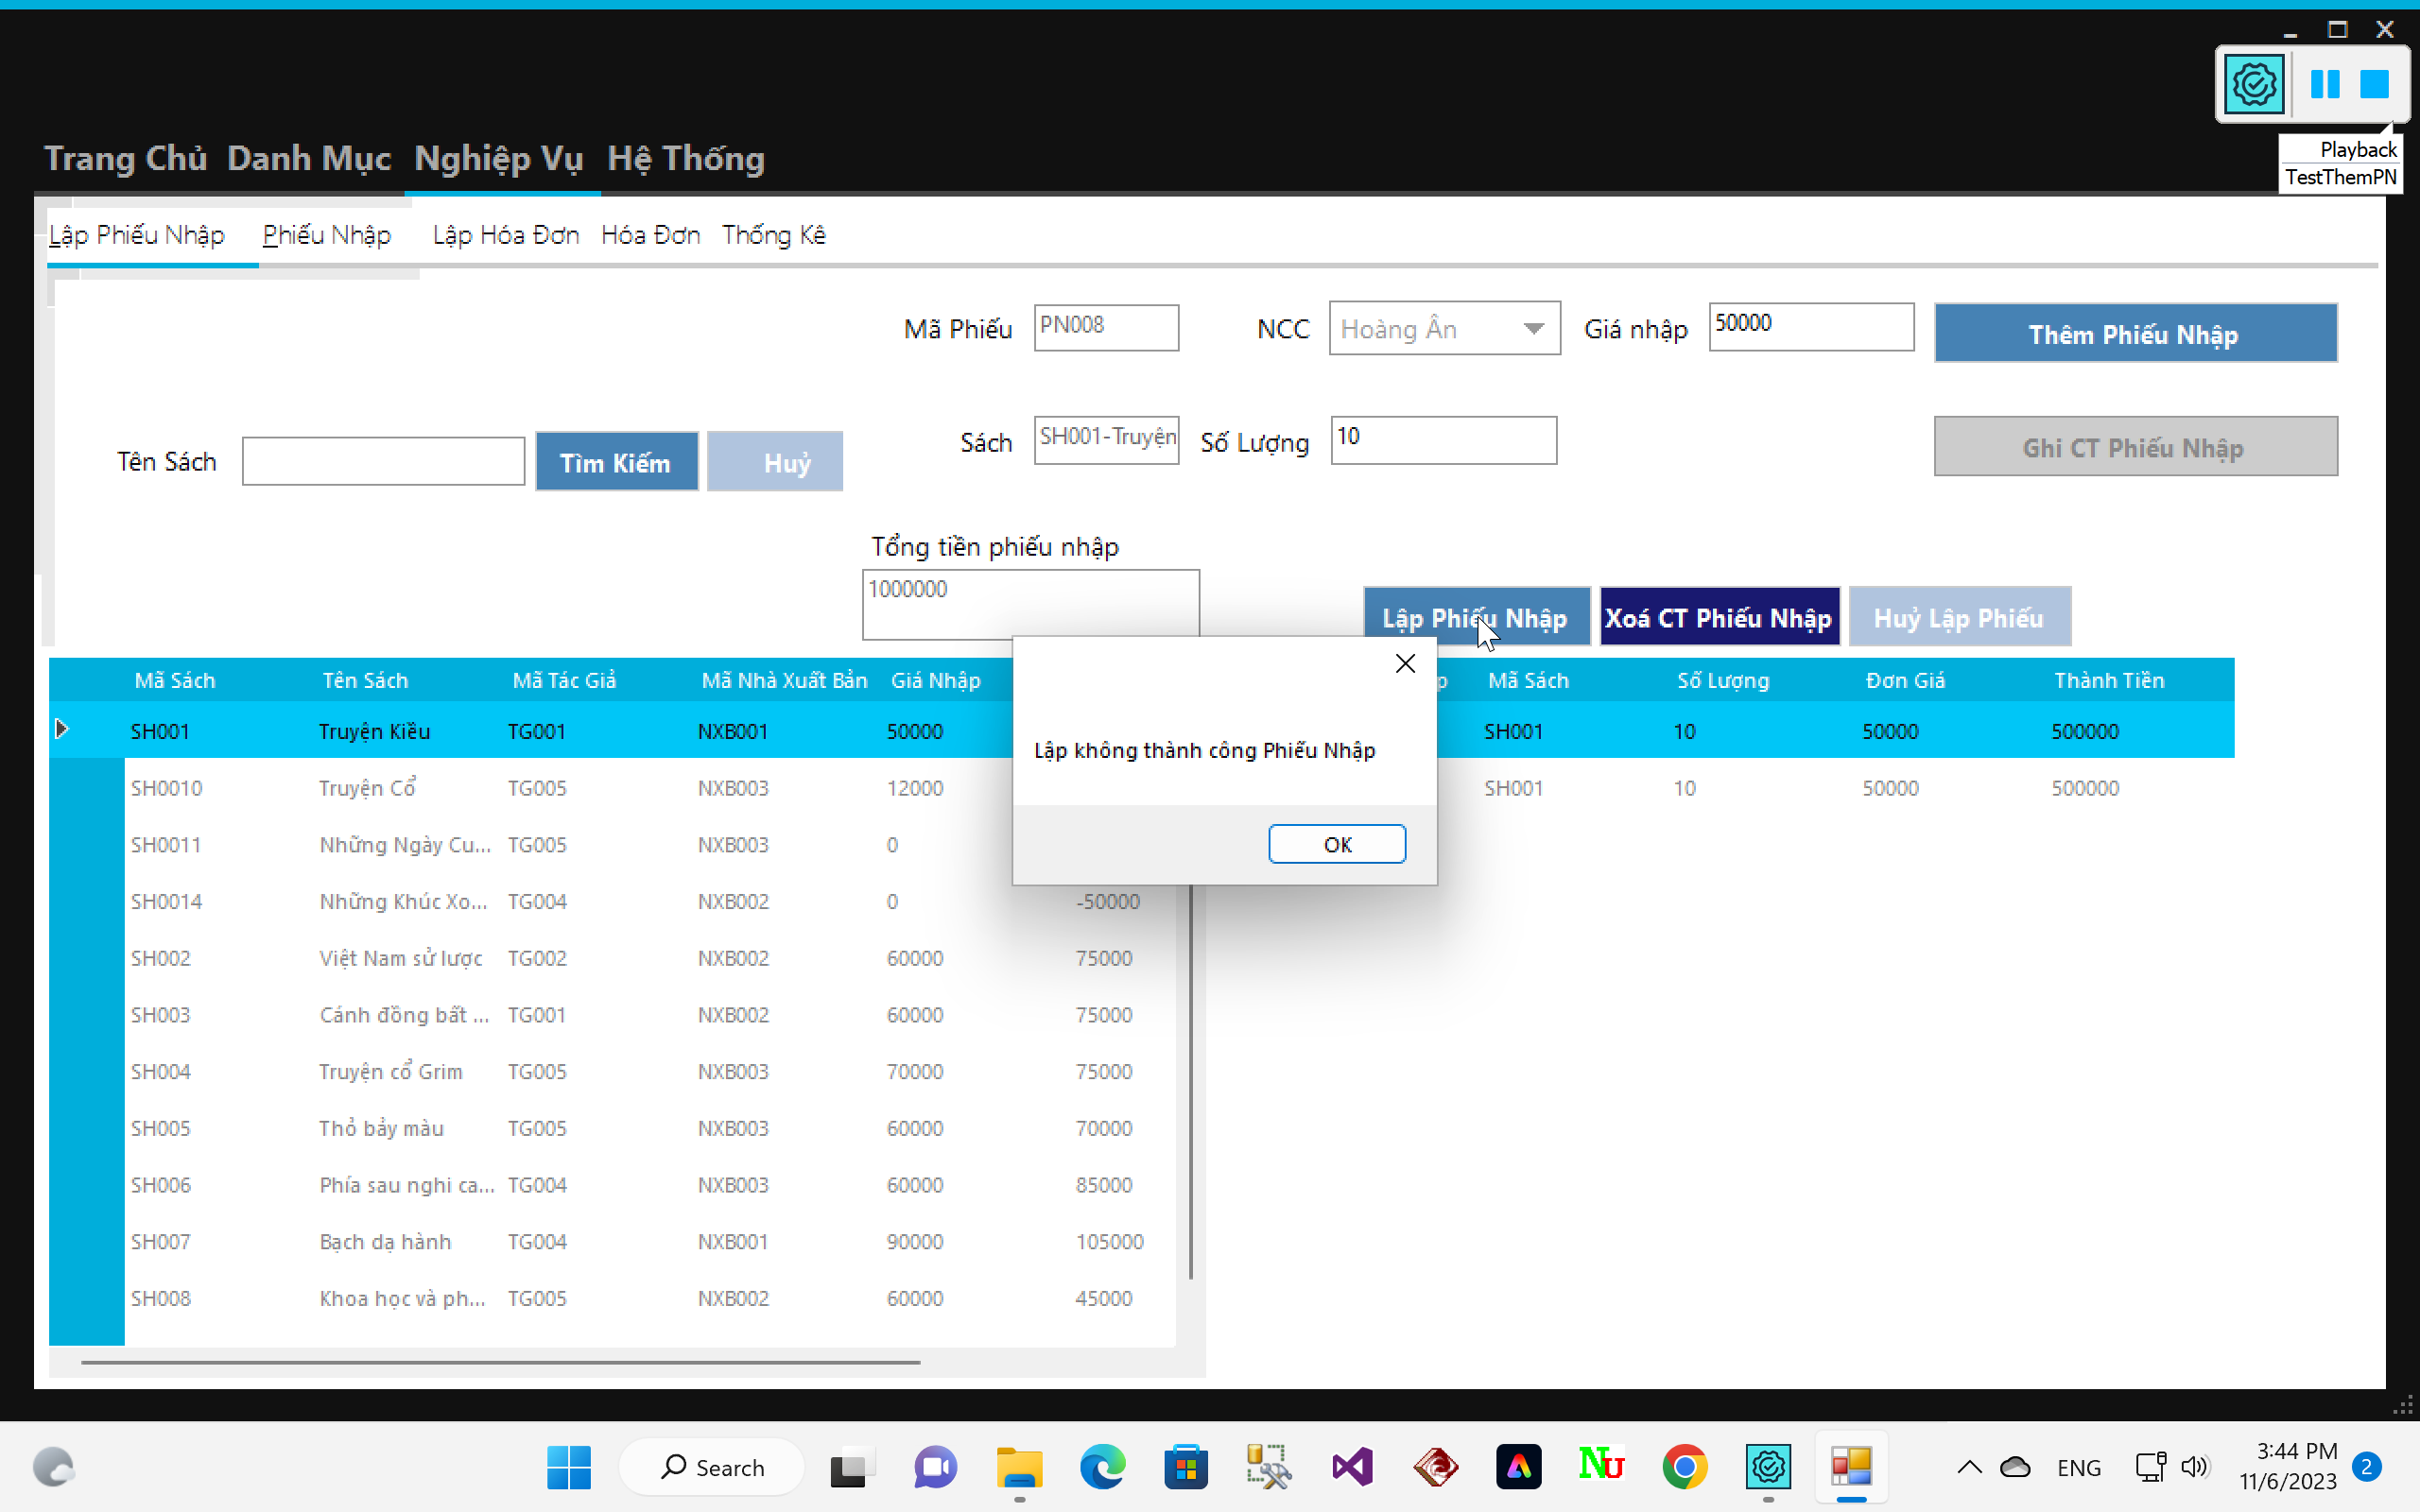 Playback
TestThemPN
Trang Chủ Danh Mục Nghiệp Vụ Hệ Thống
Lập Phiếu Nhập Phiếu Nhập Lập Hóa Đơn Hóa Đơn Thống Kê
Mã Phiếu PN008 NCC Hoàng Ân Giá nhập 50000 Thêm Phiếu Nhập
Sách SH001-Truyện Số Lượng 10 Ghi CT Phiếu Nhập
Tên Sách Tìm Kiếm Huỷ
Tổng tiền phiếu nhập
1000000
Lập Phiếu Nhập Xoá CT Phiếu Nhập Huỷ Lập Phiếu
Mã Sách Tên Sách Mã Tác Giả Mã Nhà Xuất Bản Giá Nhập
SH001 Truyện Kiều TG001 NXB001 50000
SH0010 Truyện Cổ TG005 NXB003 12000
SH0011 Những Ngày Cu... TG005 NXB003 0
SH0014 Những Khúc Xo... TG004 NXB002 0 -50000
SH002 Việt Nam sử lược TG002 NXB002 60000 75000
SH003 Cánh đồng bất ... TG001 NXB002 60000 75000
SH004 Truyện cổ Grim TG005 NXB003 70000 75000
SH005 Thỏ bảy màu TG005 NXB003 60000 70000
SH006 Phía sau nghi ca... TG004 NXB003 60000 85000
SH007 Bạch dạ hành TG004 NXB001 90000 105000
SH008 Khoa học và ph... TG005 NXB002 60000 45000
p Mã Sách Số Lượng Đơn Giá Thành Tiền
SH001 10 50000 500000
SH001 10 50000 500000
Lập không thành công Phiếu Nhập
OK
Search
NU
ENG
3:44 PM
11/6/2023
2